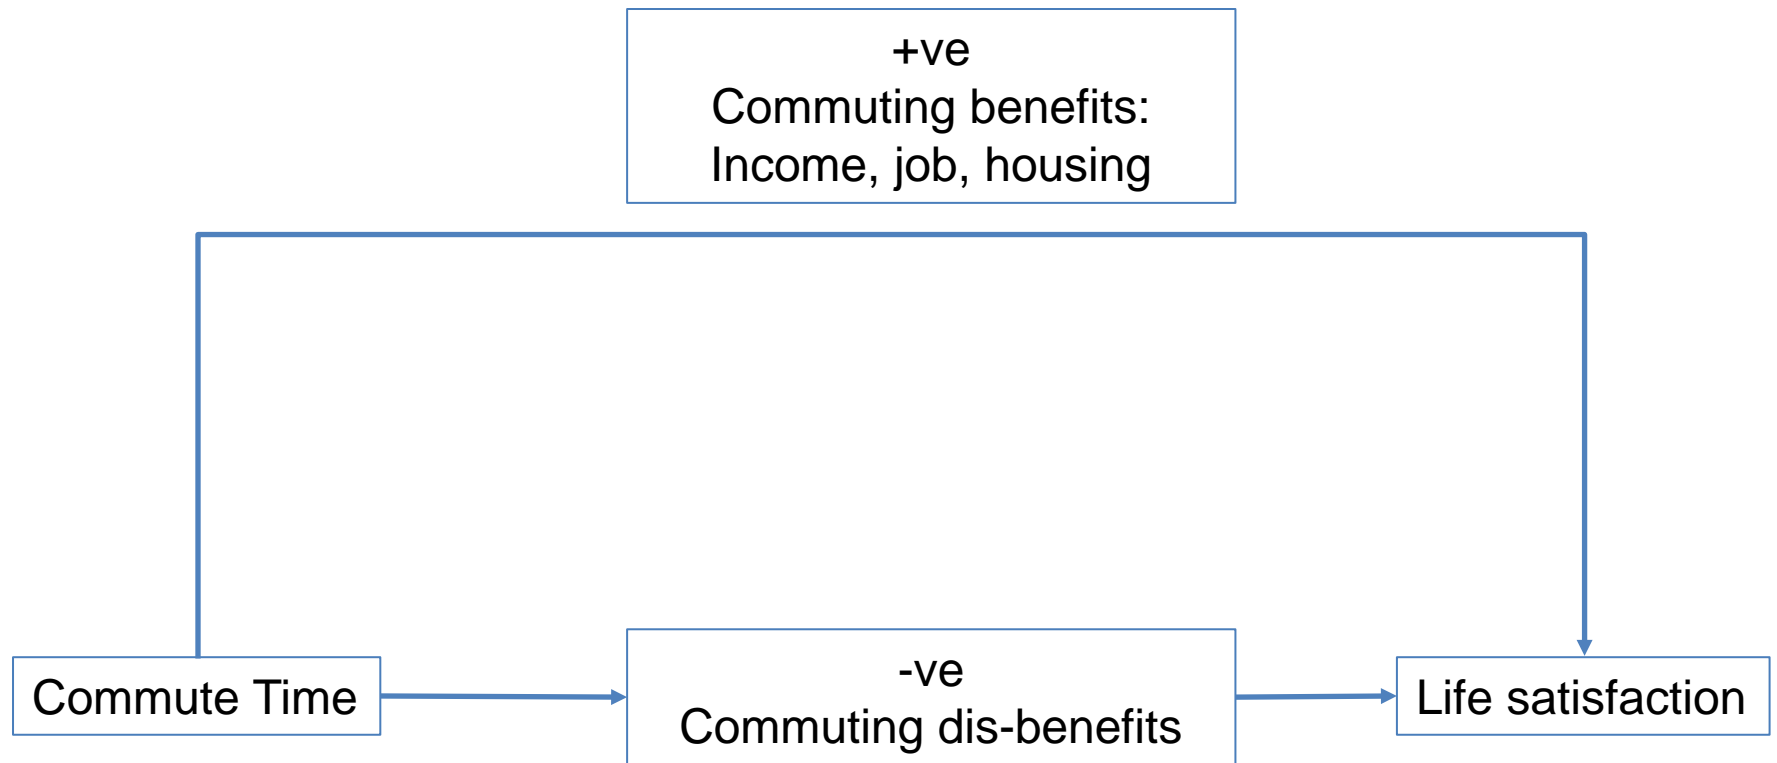 +ve
Commuting benefits:
Income, job, housing
Commute Time
-ve
Commuting dis-benefits
Life satisfaction